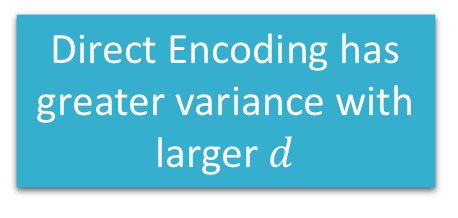 Direct Encoding has
greater variance with
larger d